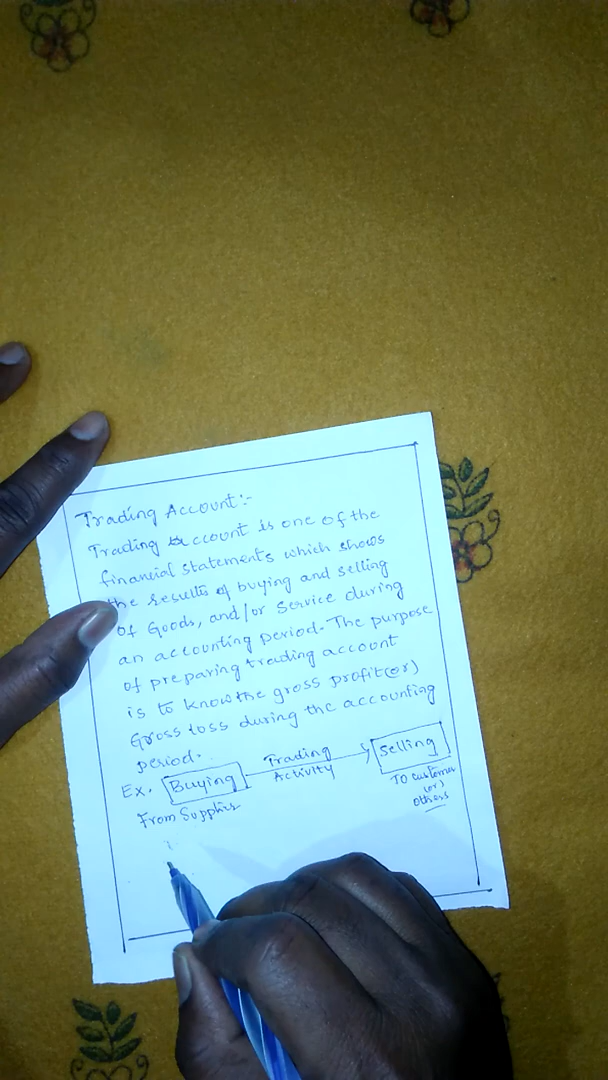 Trading Account:-
Trading account is one of the
financial statements which shows
the results of buying and selling
of Goods, and/or Service during
an accounting period. The purpose
of preparing trading account
is to know the gross profit (or)
Gross loss during the accounting
period.
Ex. Buying Trading Activity Selling
From Supplies
To customer
(or)
others